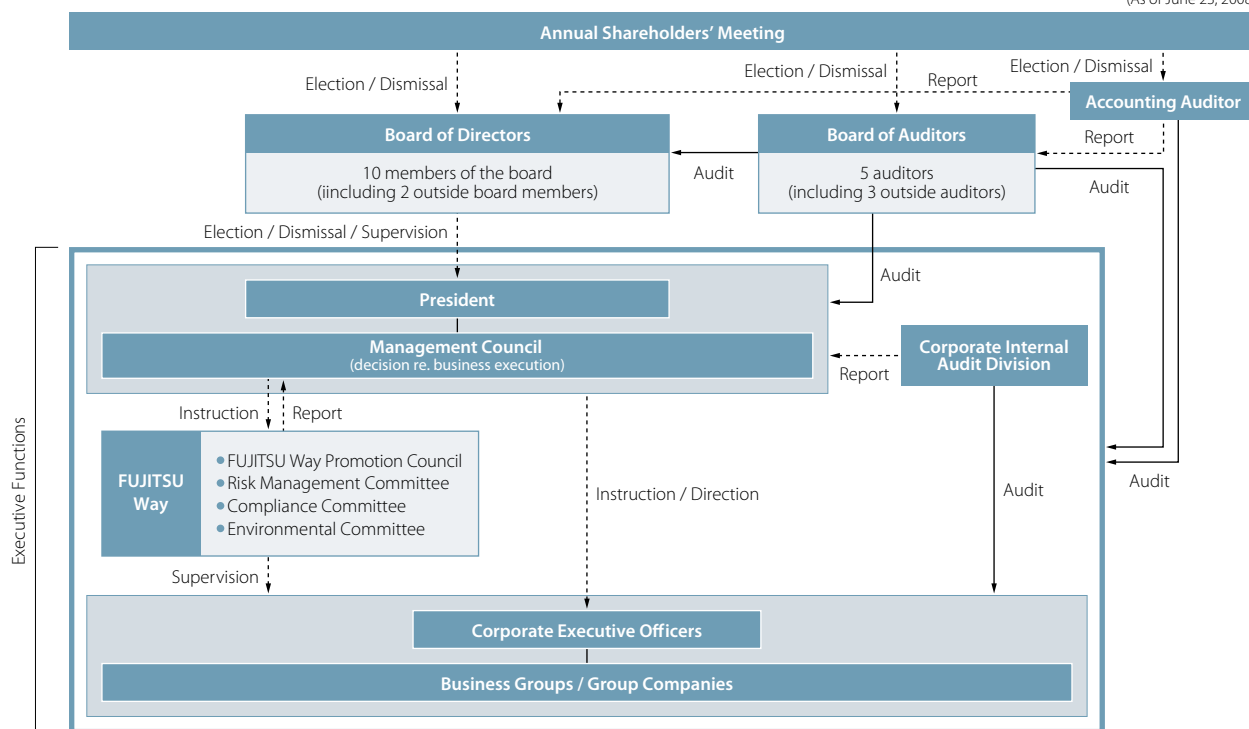 Annual Shareholders' Meeting
Election / Dismissal
Election / Dismissal
Report
Election / Dismissal
Accounting Auditor
Board of Directors
10 members of the board
(iincluding 2 outside board members)
Audit
Board of Auditors
5 auditors
(including 3 outside auditors)
Report
Audit
Election / Dismissal / Supervision
Audit
Executive Functions
President
Management Council
(decision re. business execution)
Report
Corporate Internal
Audit Division
Instruction
Report
FUJITSU
Way
FUJITSU Way Promotion Council
Risk Management Committee
Compliance Committee
Environmental Committee
Instruction / Direction
Audit
Audit
Supervision
Corporate Executive Officers
Business Groups / Group Companies